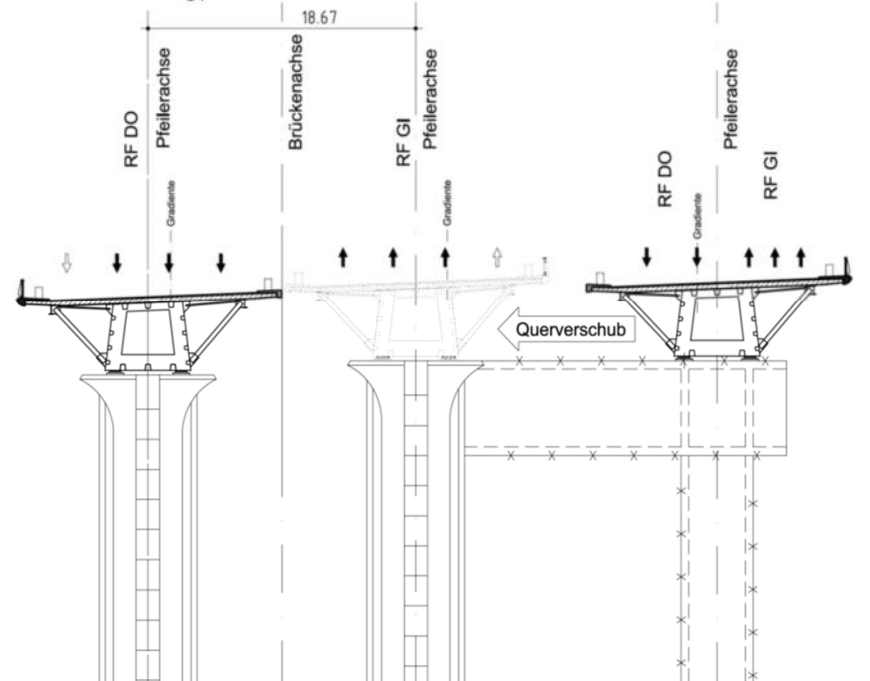 18.67
RF DO
Pfeilerachse
Gradiente
Brückenachse
RF GI
Pfeilerachse
Gradiente
RF DO
Gradiente
Pfeilerachse
RF GI
Querverschub